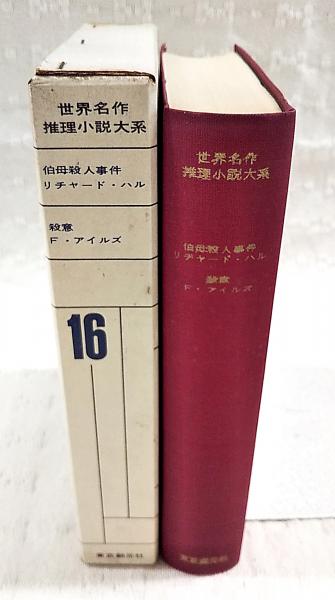 世界名作
推理小説大系
伯母殺人事件
リチャード・ハル
殺意
F・アイルズ
16
東京創元社
世界名作
推理小説大系
伯母殺人事件
リチャード・ハル
殺意
F・アイルズ
東京創元社